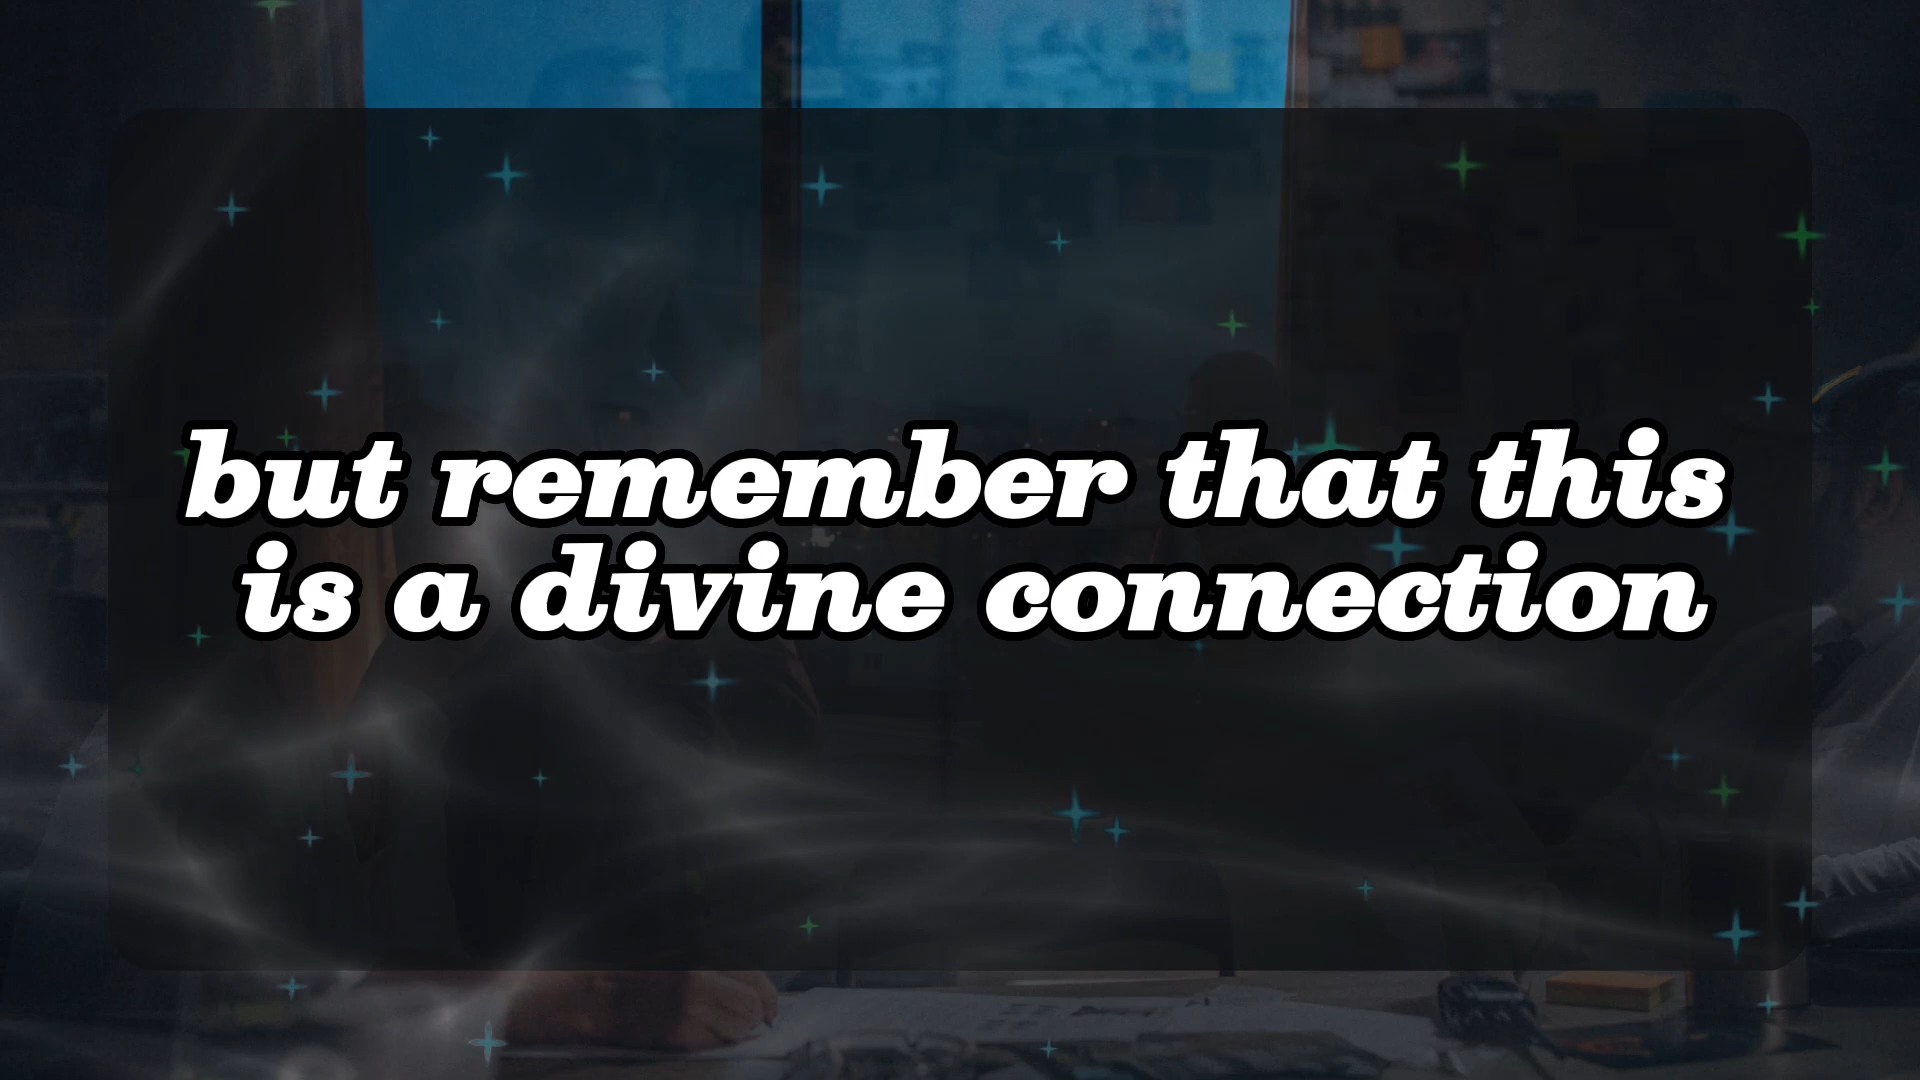 but remember that this
is a divine connection